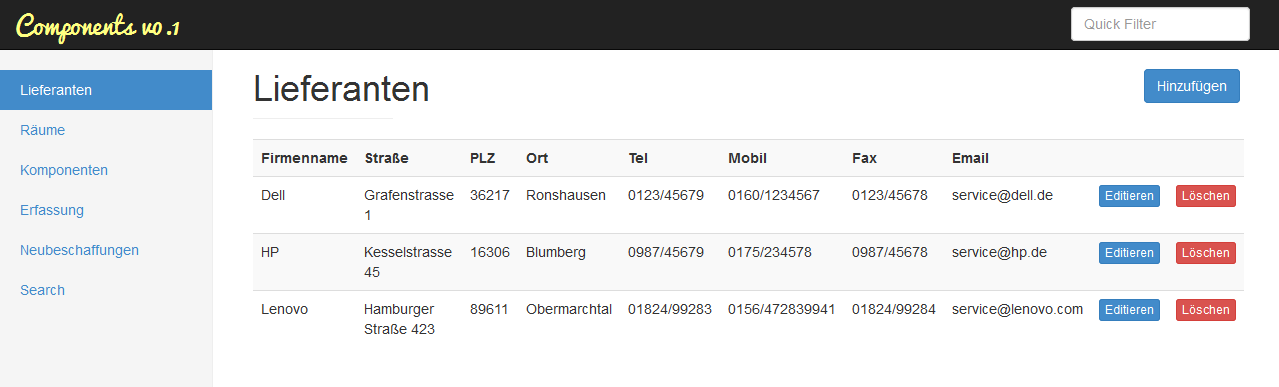 Components v0.1
Quick Filter
Lieferanten
Räume
Komponenten
Erfassung
Neubeschaffungen
Search
Lieferanten
Hinzufügen
Firmenname Straße PLZ Ort Tel Mobil Fax Email
Dell Grafenstrasse 36217 Ronshausen 0123/45679 0160/1234567 0123/45678 service@dell.de Editieren Löschen
1
HP Kesselstrasse 16306 Blumberg 0987/45679 0175/234578 0987/45678 service@hp.de Editieren Löschen
45
Lenovo Hamburger 89611 Obermarchtal 01824/99283 0156/472839941 01824/99284 service@lenovo.com Editieren Löschen
Straße 423